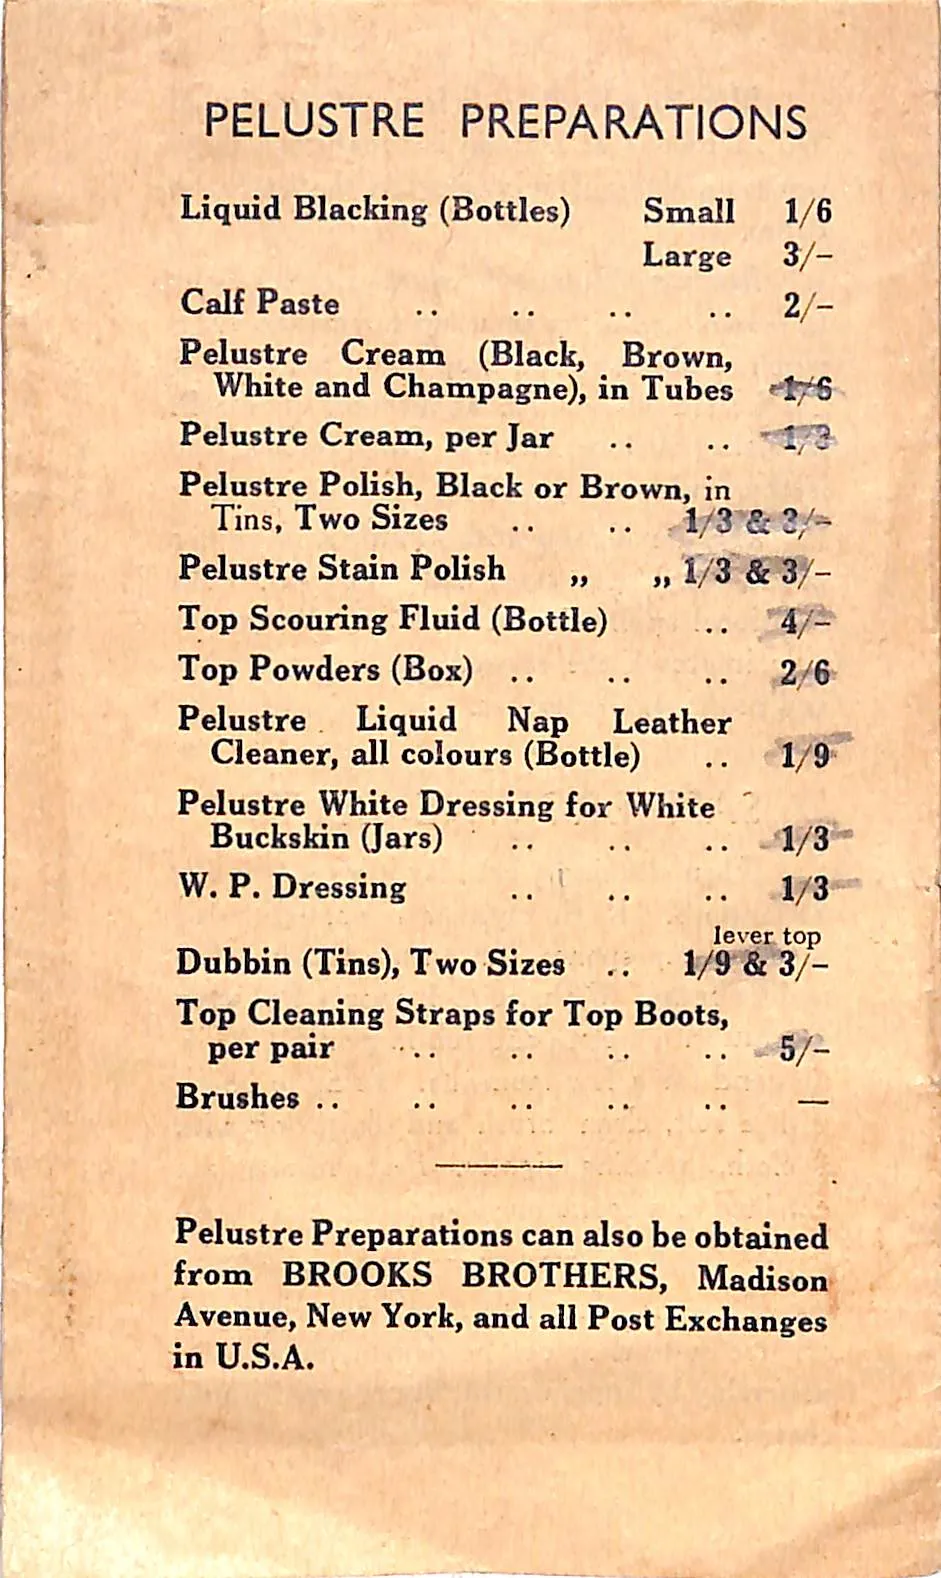 PELUSTRE PREPARATIONS
Liquid Blacking (Bottles) Small 1/6
Large 3/-
Calf Paste .. .. .. .. 2/-
Pelustre Cream (Black, Brown,
White and Champagne), in Tubes 1/6
Pelustre Cream, per Jar .. .. 1/3
Pelustre Polish, Black or Brown, in
Tins, Two Sizes .. .. 1/3 & 3/-
Pelustre Stain Polish „ „ 1/3 & 3/-
Top Scouring Fluid (Bottle) .. 4/-
Top Powders (Box) .. .. .. 2/6
Pelustre Liquid Nap Leather
Cleaner, all colours (Bottle) .. 1/9
Pelustre White Dressing for White
Buckskin (Jars) .. .. .. 1/3
W. P. Dressing .. .. .. 1/3
lever top
Dubbin (Tins), Two Sizes .. 1/9 & 3/-
Top Cleaning Straps for Top Boots,
per pair .. .. .. .. 5/-
Brushes .. .. .. .. .. —
Pelustre Preparations can also be obtained
from BROOKS BROTHERS, Madison
Avenue, New York, and all Post Exchanges
in U.S.A.